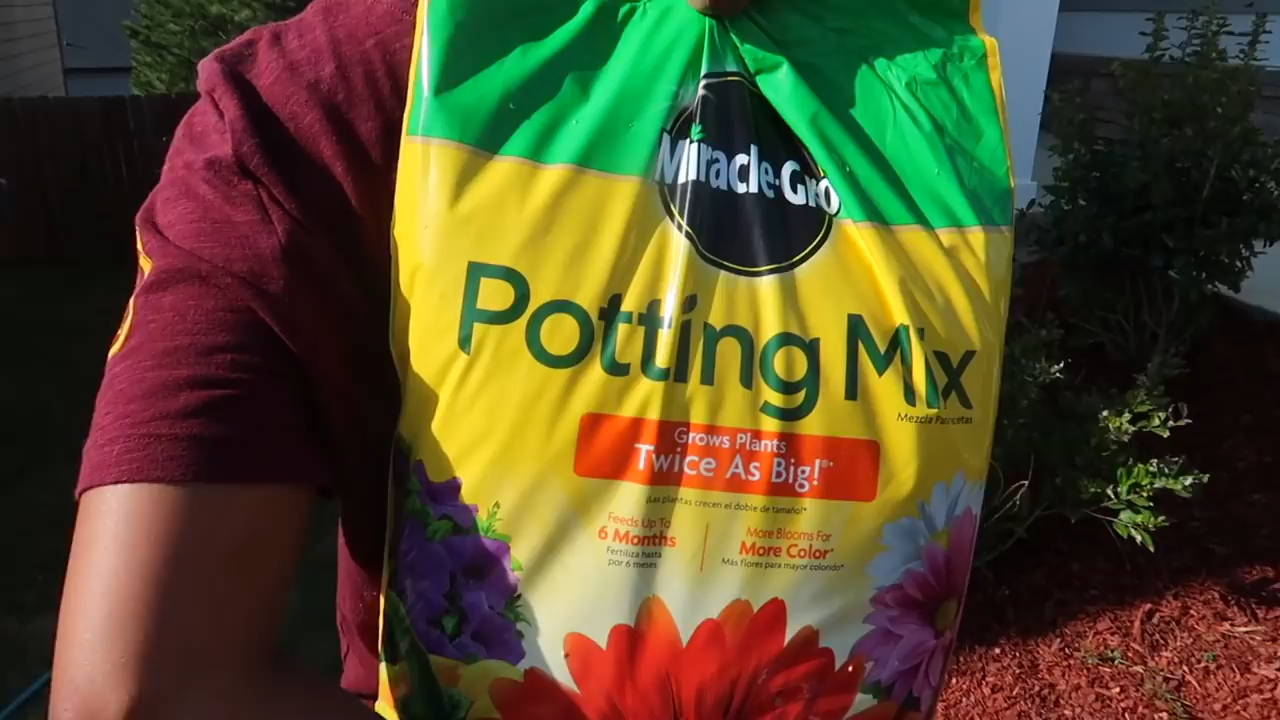 Miracle-Gro
Potting Mix
Mezcla Para Macetas
Grows Plants
Twice As Big!®*
¡Las plantas crecen el doble de tamaño!*
Feeds Up To
6 Months
Fertiliza hasta
por 6 meses
More Blooms For
More Color*
Más flores para mayor colorido*